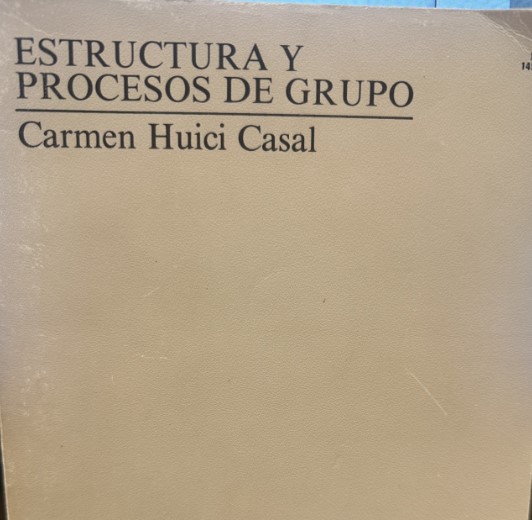 ESTRUCTURA Y
PROCESOS DE GRUPO
Carmen Huici Casal